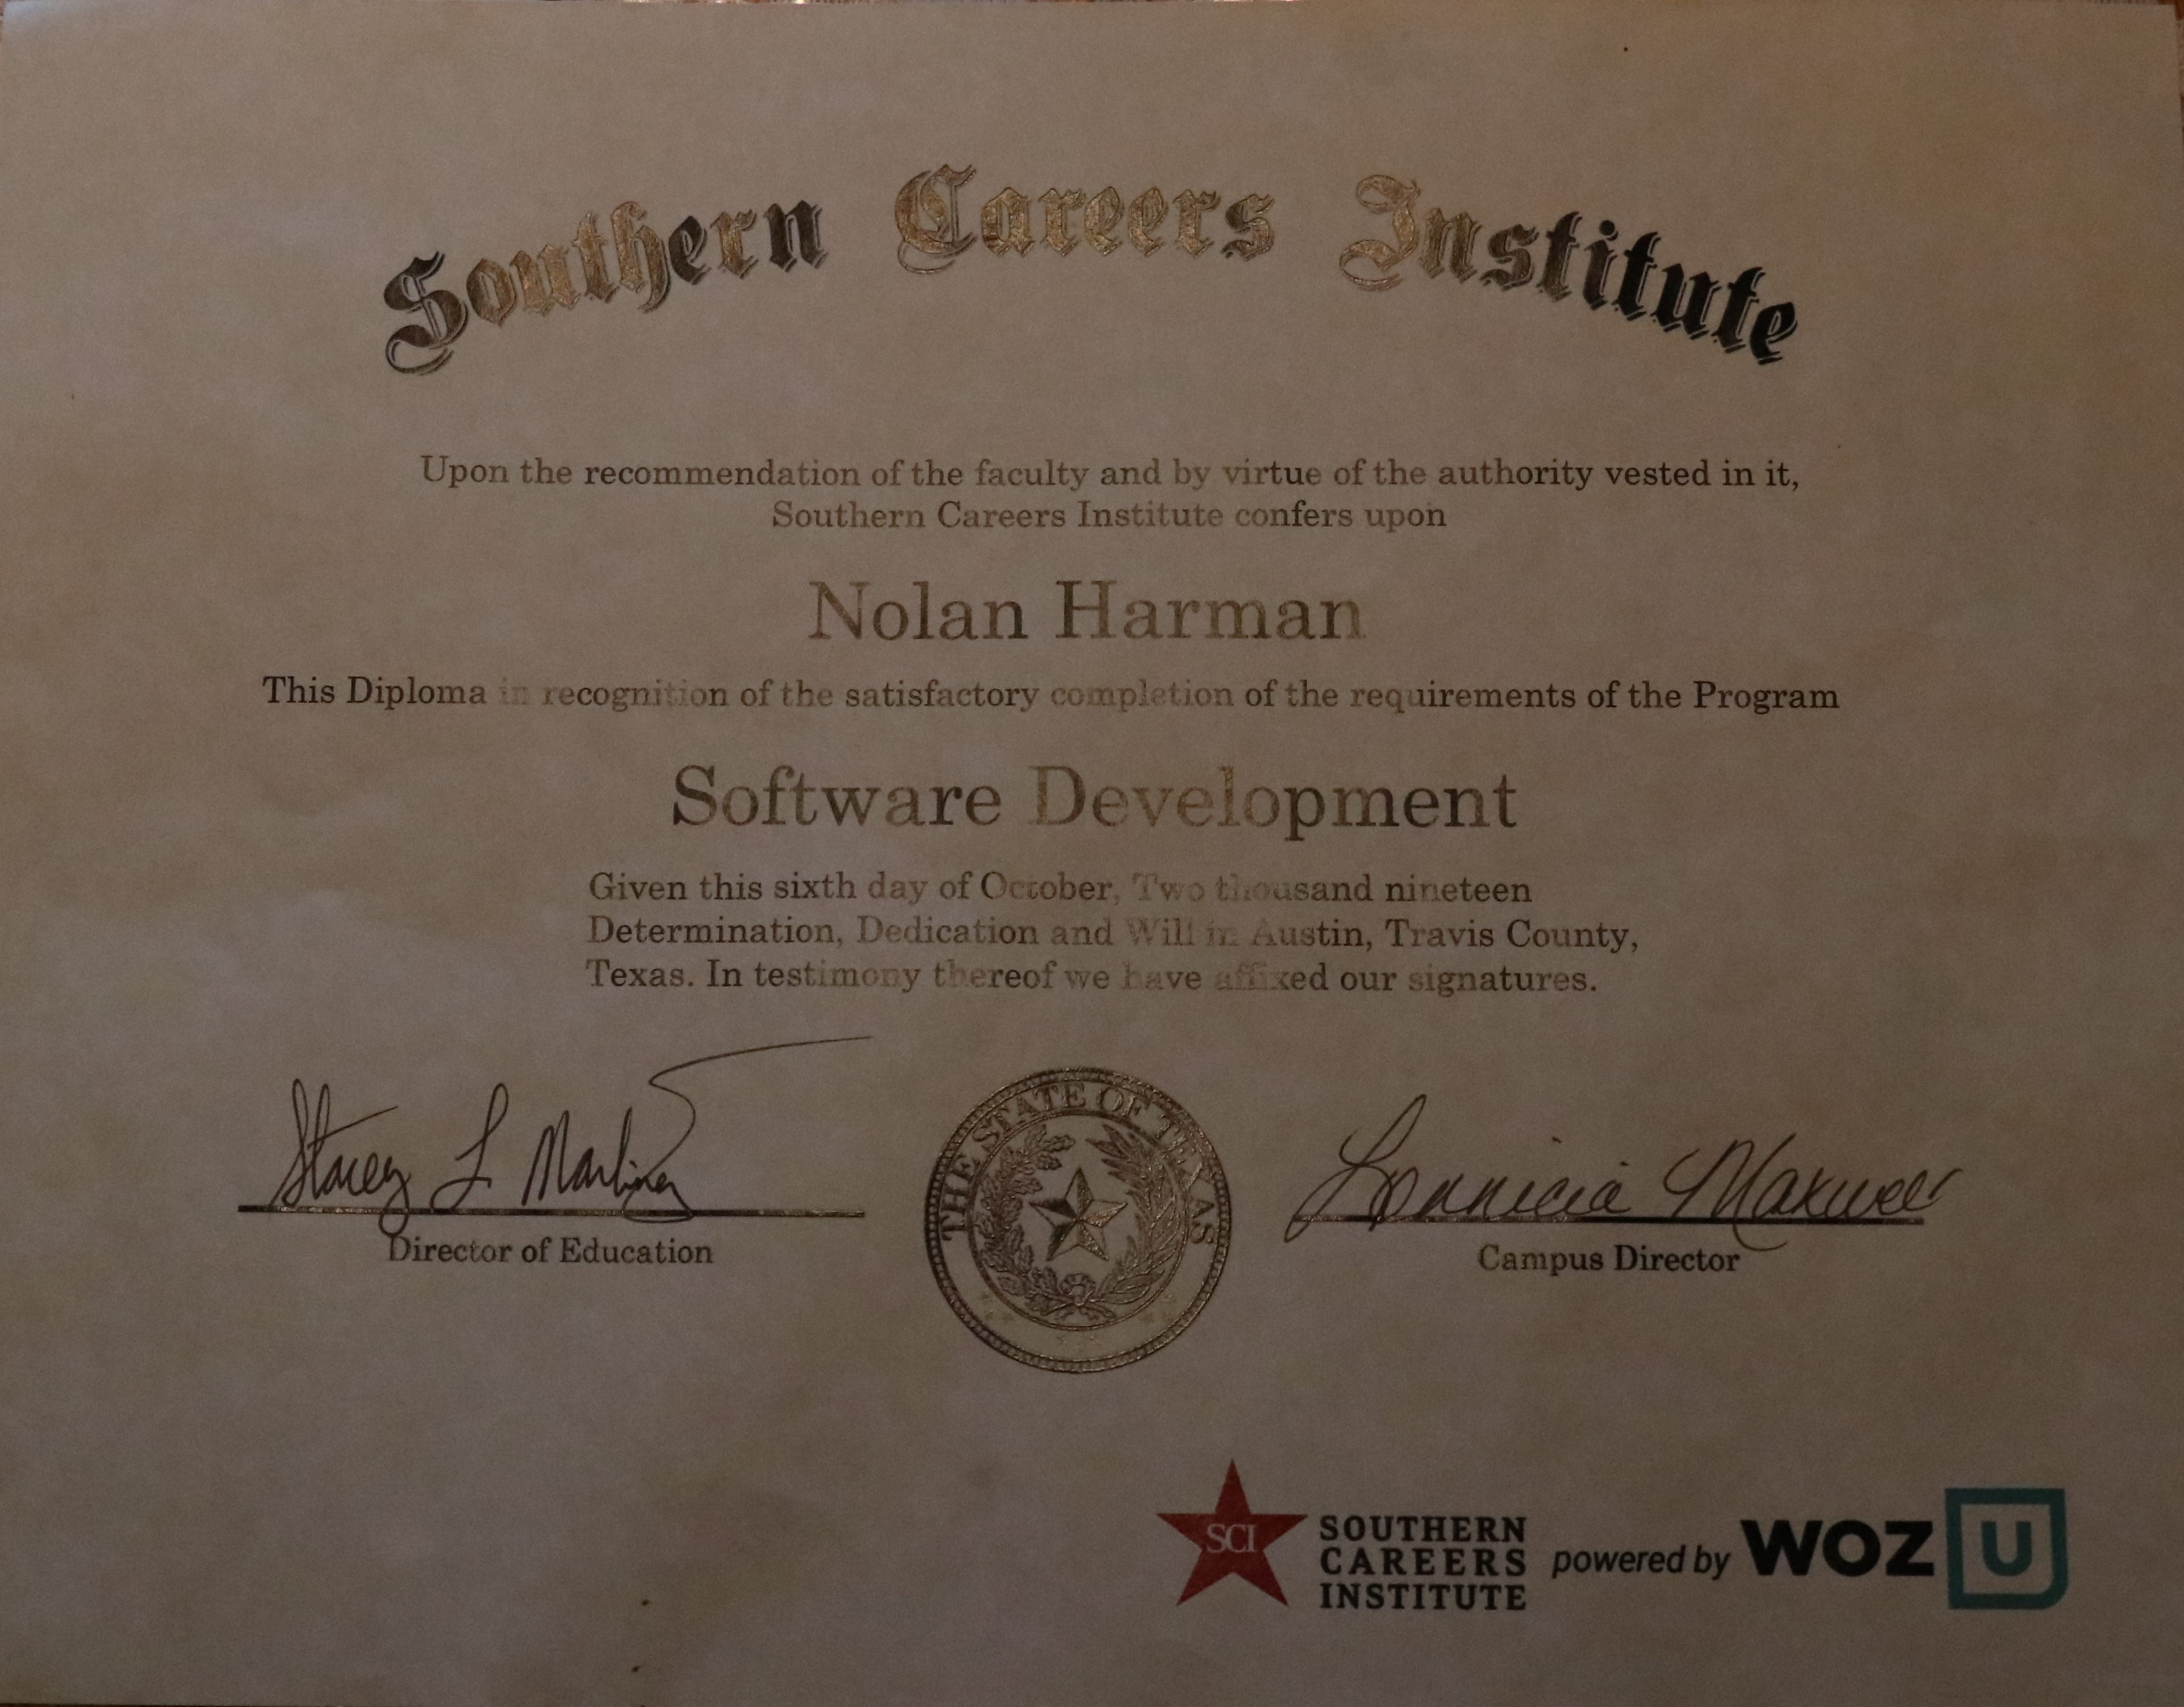 Southern Careers Institute
Upon the recommendation of the faculty and by virtue of the authority vested in it,
Southern Careers Institute confers upon
Nolan Harman
This Diploma in recognition of the satisfactory completion of the requirements of the Program
Software Development
Given this sixth day of October, Two thousand nineteen
Determination, Dedication and Will in Austin, Travis County,
Texas. In testimony thereof we have affixed our signatures.
Stacey L Martinez
Director of Education
THE STATE OF TEXAS
Lonnicia Maxwell
Campus Director
SCI
SOUTHERN
CAREERS
INSTITUTE
powered by WOZ U